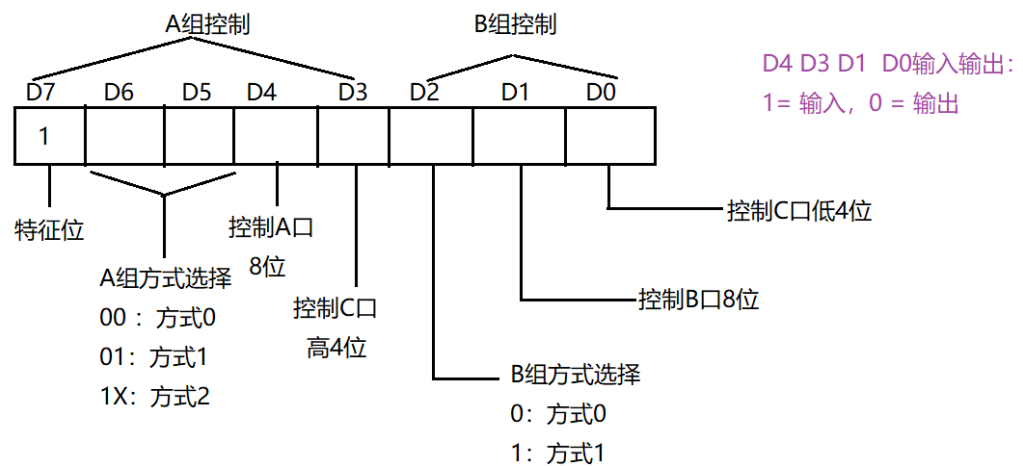 A组控制
B组控制
D7 D6 D5 D4 D3 D2 D1 D0
1
D4 D3 D1 D0输入输出：
1= 输入，0 = 输出
特征位
A组方式选择
00 ：方式0
01：方式1
1X：方式2
控制A口
8位
控制C口
高4位
B组方式选择
0：方式0
1：方式1
控制B口8位
控制C口低4位